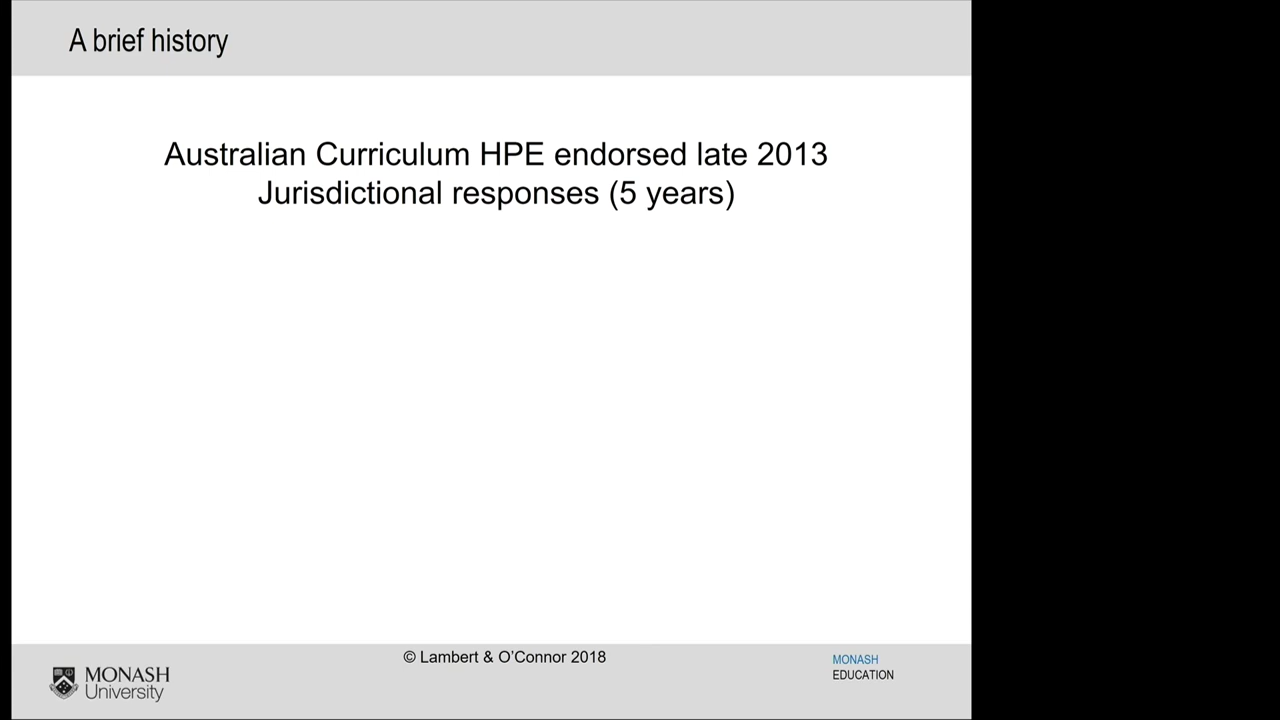 A brief history
Australian Curriculum HPE endorsed late 2013
Jurisdictional responses (5 years)
© Lambert & O’Connor 2018
MONASH
University
MONASH
EDUCATION